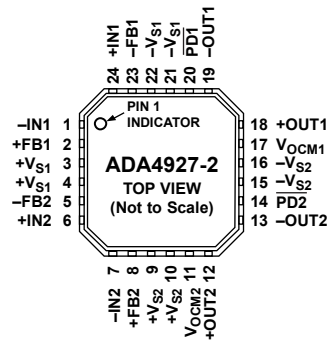 24 +IN1
23 –FB1
22 –VS1
21 –VS1
20 P̅D̅1̅
19 –OUT1
–IN1 1
+FB1 2
+VS1 3
+VS1 4
–FB2 5
+IN2 6
PIN 1
INDICATOR
ADA4927-2
TOP VIEW
(Not to Scale)
18 +OUT1
17 VOCM1
16 –VS2
15 –VS2
14 P̅D̅2̅
13 –OUT2
–IN2 7
+FB2 8
+VS2 9
+VS2 10
VOCM2 11
+OUT2 12